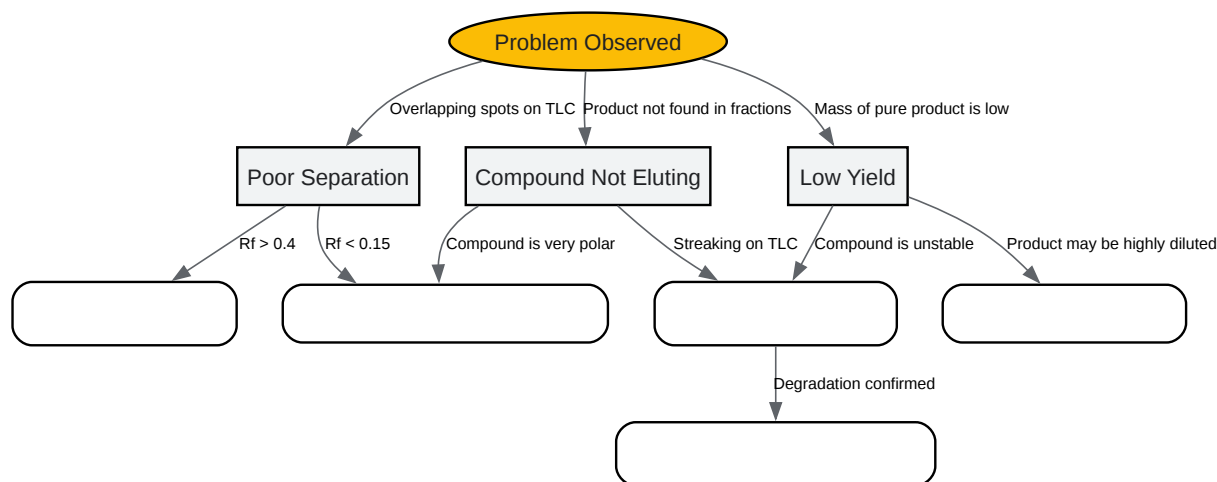 Problem Observed
Overlapping spots on TLC
Product not found in fractions
Mass of pure product is low
Poor Separation
Compound Not Eluting
Low Yield
Rf > 0.4
Rf < 0.15
Compound is very polar
Streaking on TLC
Compound is unstable
Product may be highly diluted
Degradation confirmed